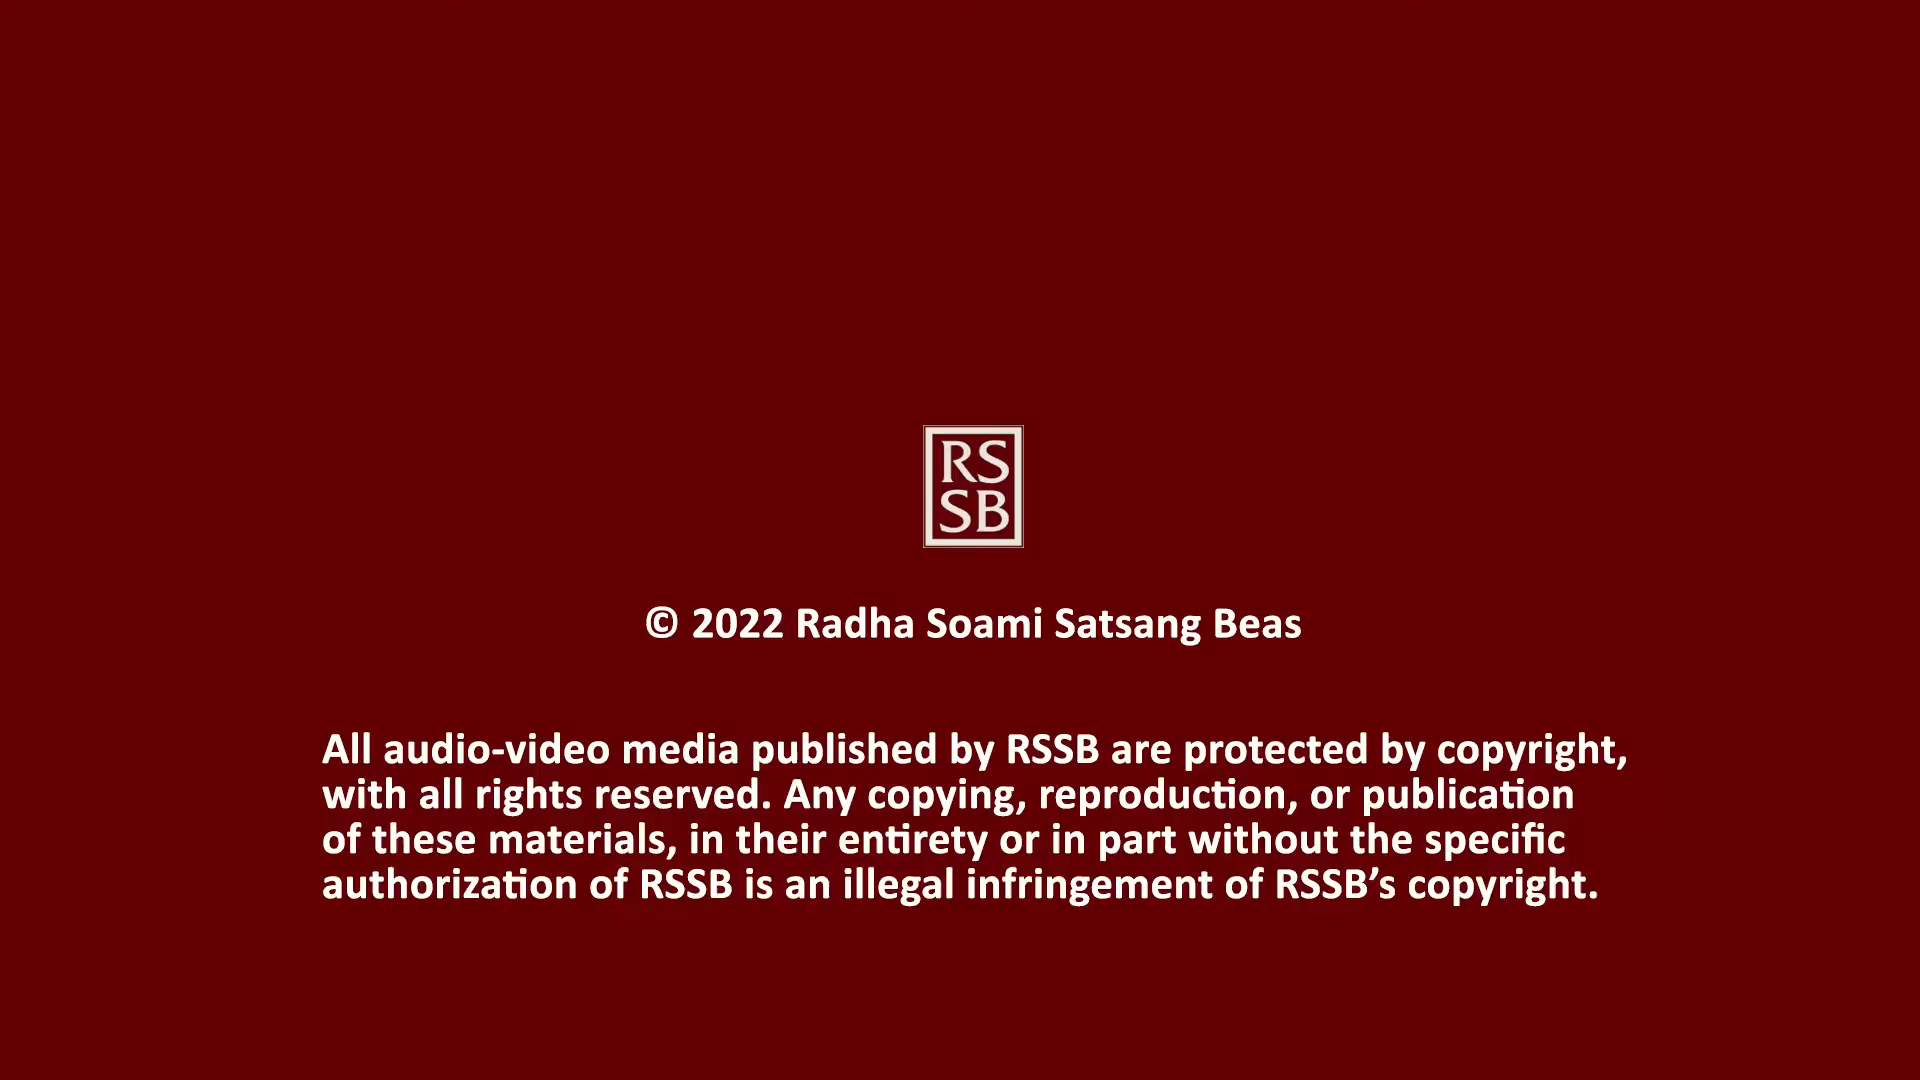 RS
SB
© 2022 Radha Soami Satsang Beas
All audio-video media published by RSSB are protected by copyright,
with all rights reserved. Any copying, reproduction, or publication
of these materials, in their entirety or in part without the specific
authorization of RSSB is an illegal infringement of RSSB’s copyright.